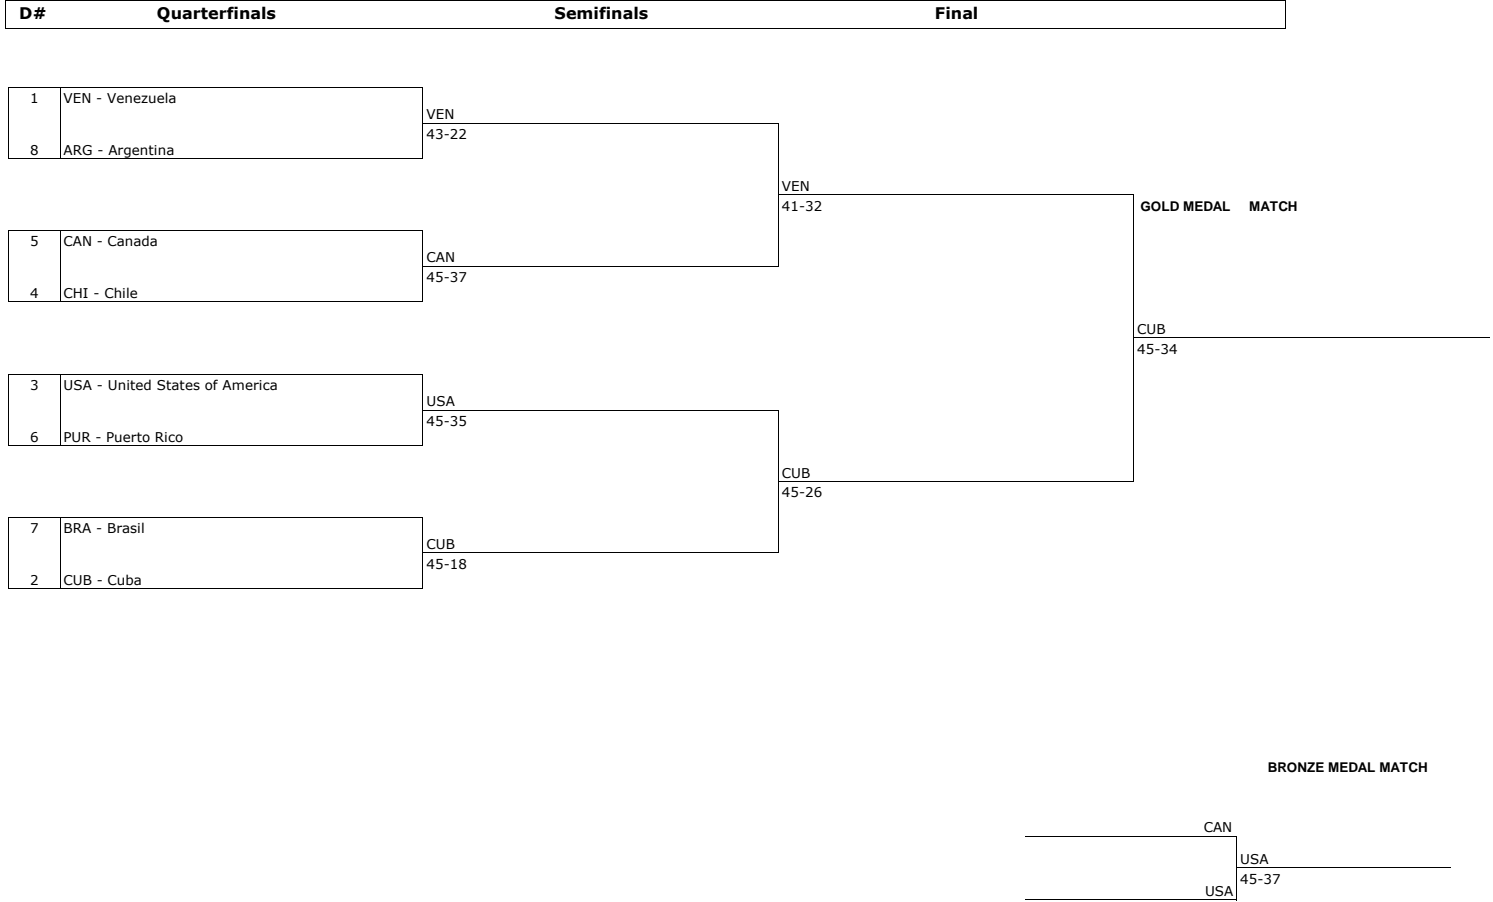 D# Quarterfinals Semifinals Final
1 VEN - Venezuela
VEN
43-22
8 ARG - Argentina
VEN
41-32
GOLD MEDAL MATCH
5 CAN - Canada
CAN
45-37
4 CHI - Chile
CUB
45-34
3 USA - United States of America
USA
45-35
6 PUR - Puerto Rico
CUB
45-26
7 BRA - Brasil
CUB
45-18
2 CUB - Cuba
BRONZE MEDAL MATCH
CAN
USA
45-37
USA